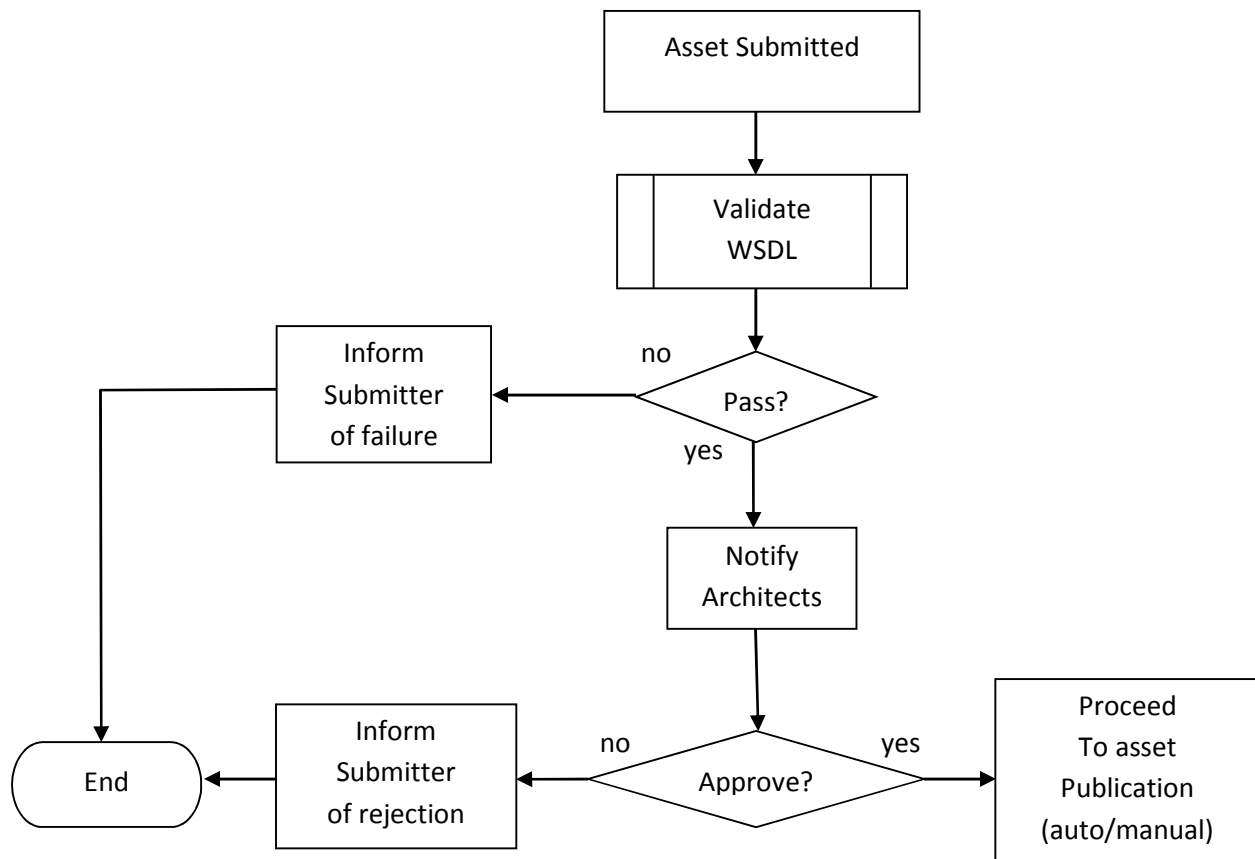 Asset Submitted
Validate
WSDL
no
Inform
Submitter
of failure
Pass?
yes
Notify
Architects
Proceed
To asset
Publication
(auto/manual)
no
yes
Inform
Submitter
of rejection
Approve?
End